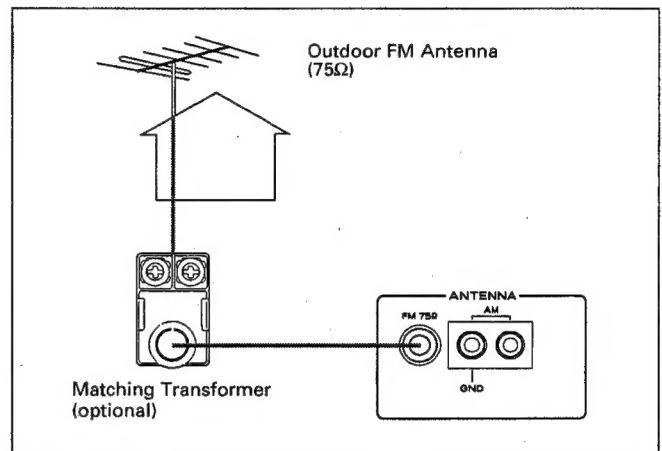 Outdoor FM Antenna
(75Ω)
ANTENNA
FM 75Ω
AM
GND
Matching Transformer
(optional)